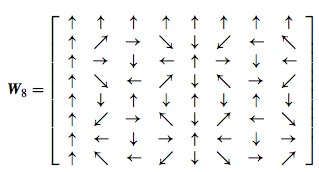 ↑ ↑ ↑ ↑ ↑ ↑ ↑ ↑
↑ ↗ → ↘ ↓ ↙ ← ↖
↑ → ↓ ← ↑ → ↓ ←
↑ ↘ ← ↗ ↓ ↖ → ↙
W₈ =
↑ ↓ ↑ ↓ ↑ ↓ ↑ ↓
↑ ↙ → ↖ ↓ ↗ ← ↘
↑ ← ↓ → ↑ ← ↓ →
↑ ↖ ← ↙ ↓ ↘ → ↗